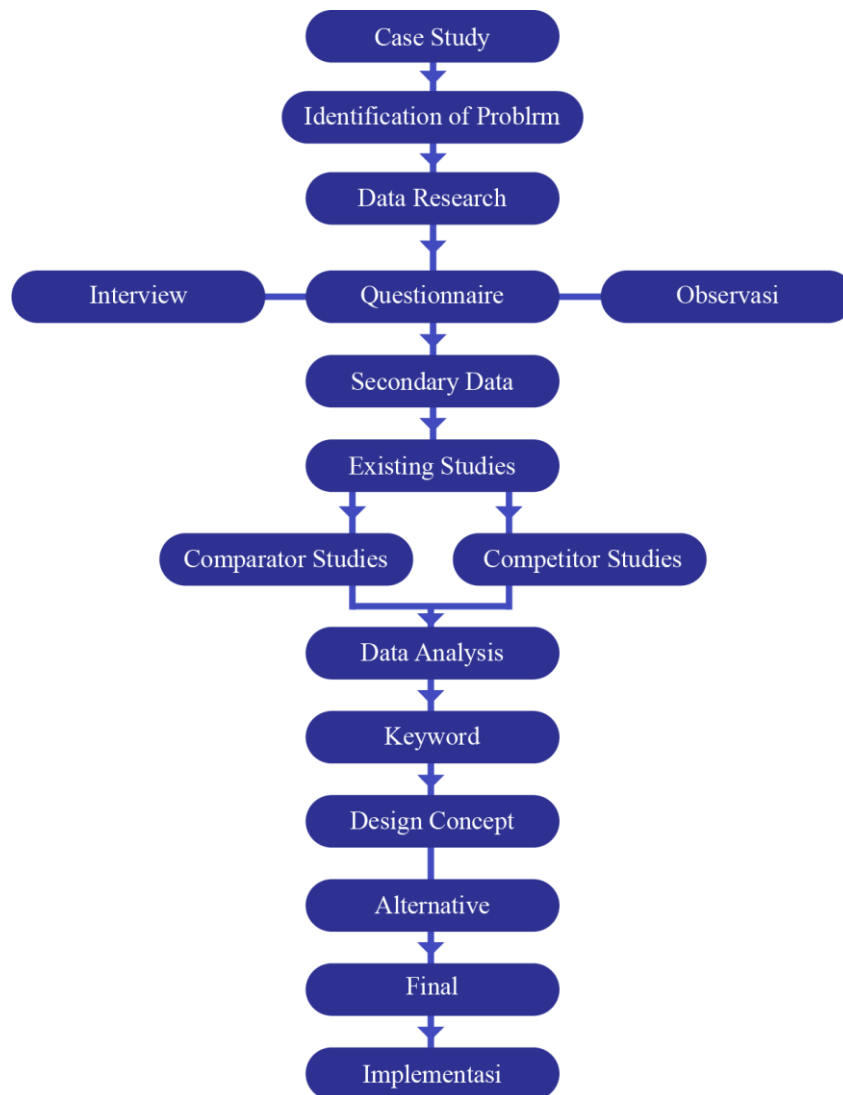 Case Study
Identification of Problrm
Data Research
Interview
Questionnaire
Observasi
Secondary Data
Existing Studies
Comparator Studies
Competitor Studies
Data Analysis
Keyword
Design Concept
Alternative
Final
Implementasi